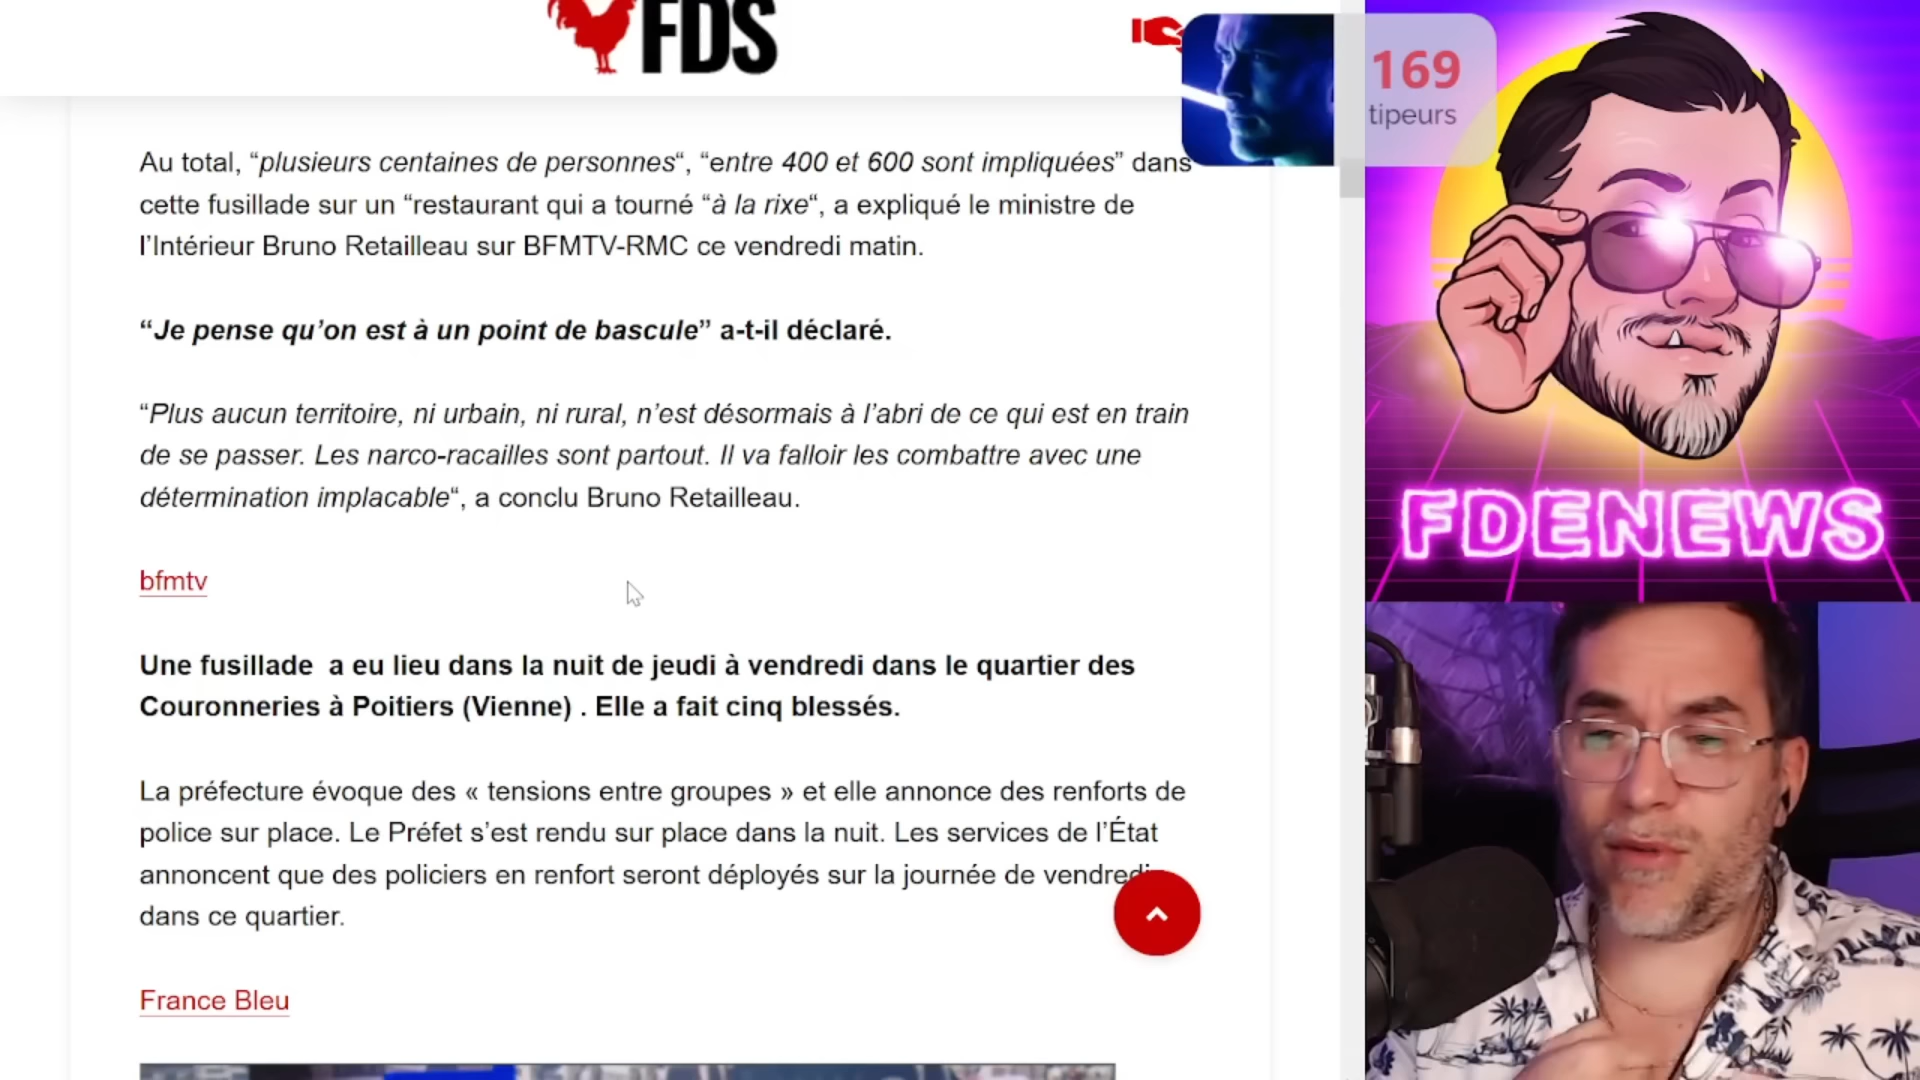 FDS
169
tipeurs
Au total, “plusieurs centaines de personnes“, “entre 400 et 600 sont impliquées” dans
cette fusillade sur un “restaurant qui a tourné “à la rixe“, a expliqué le ministre de
l’Intérieur Bruno Retailleau sur BFMTV-RMC ce vendredi matin.
“Je pense qu’on est à un point de bascule” a-t-il déclaré.
“Plus aucun territoire, ni urbain, ni rural, n’est désormais à l’abri de ce qui est en train
de se passer. Les narco-racailles sont partout. Il va falloir les combattre avec une
détermination implacable“, a conclu Bruno Retailleau.
bfmtv
Une fusillade  a eu lieu dans la nuit de jeudi à vendredi dans le quartier des
Couronneries à Poitiers (Vienne) . Elle a fait cinq blessés.
La préfecture évoque des « tensions entre groupes » et elle annonce des renforts de
police sur place. Le Préfet s’est rendu sur place dans la nuit. Les services de l’État
annoncent que des policiers en renfort seront déployés sur la journée de vendredi
dans ce quartier.
France Bleu
FDENEWS